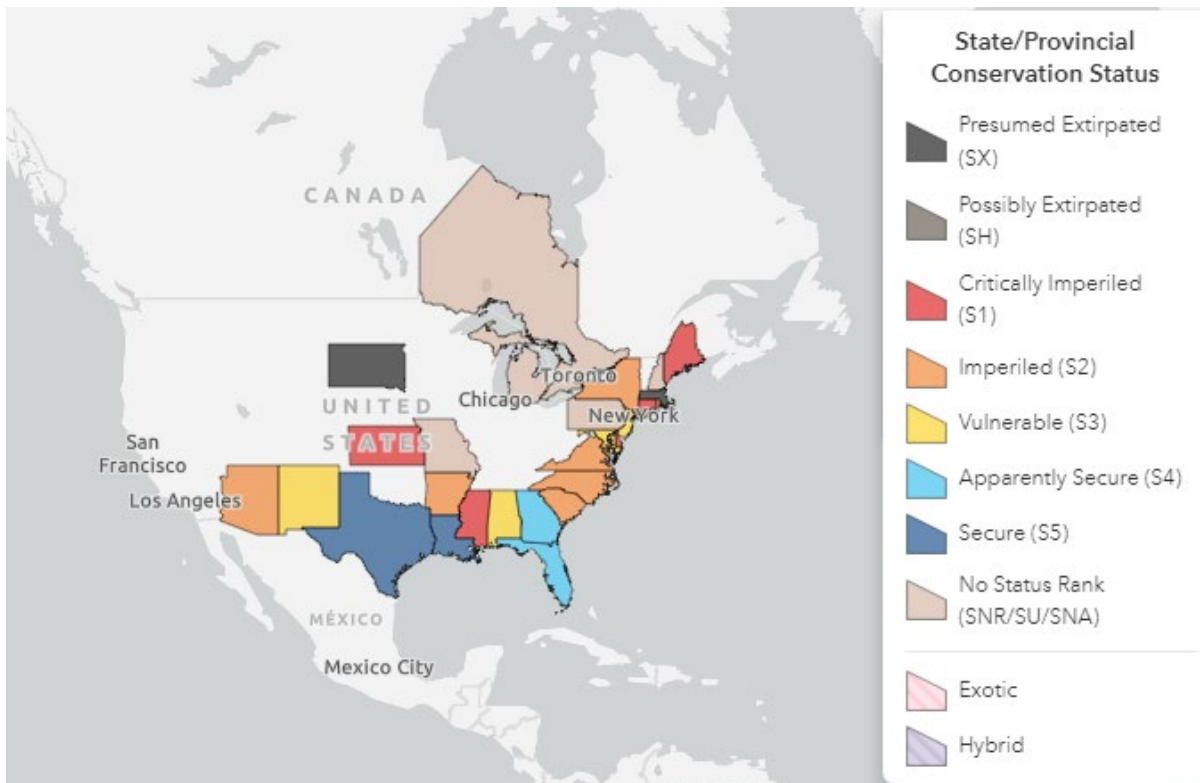 CANADA
Toronto
Chicago
New York
UNITED
STATES
San
Francisco
Los Angeles
MÉXICO
Mexico City
State/Provincial
Conservation Status
Presumed Extirpated
(SX)
Possibly Extirpated
(SH)
Critically Imperiled
(S1)
Imperiled (S2)
Vulnerable (S3)
Apparently Secure (S4)
Secure (S5)
No Status Rank
(SNR/SU/SNA)
Exotic
Hybrid